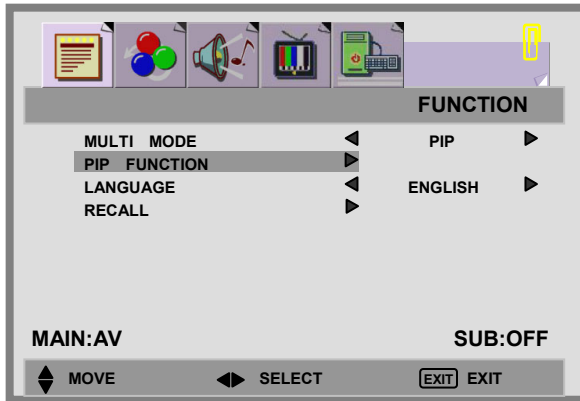 FUNCTION
MULTI MODE PIP
PIP FUNCTION
LANGUAGE ENGLISH
RECALL
MAIN:AV SUB:OFF
MOVE SELECT EXIT EXIT